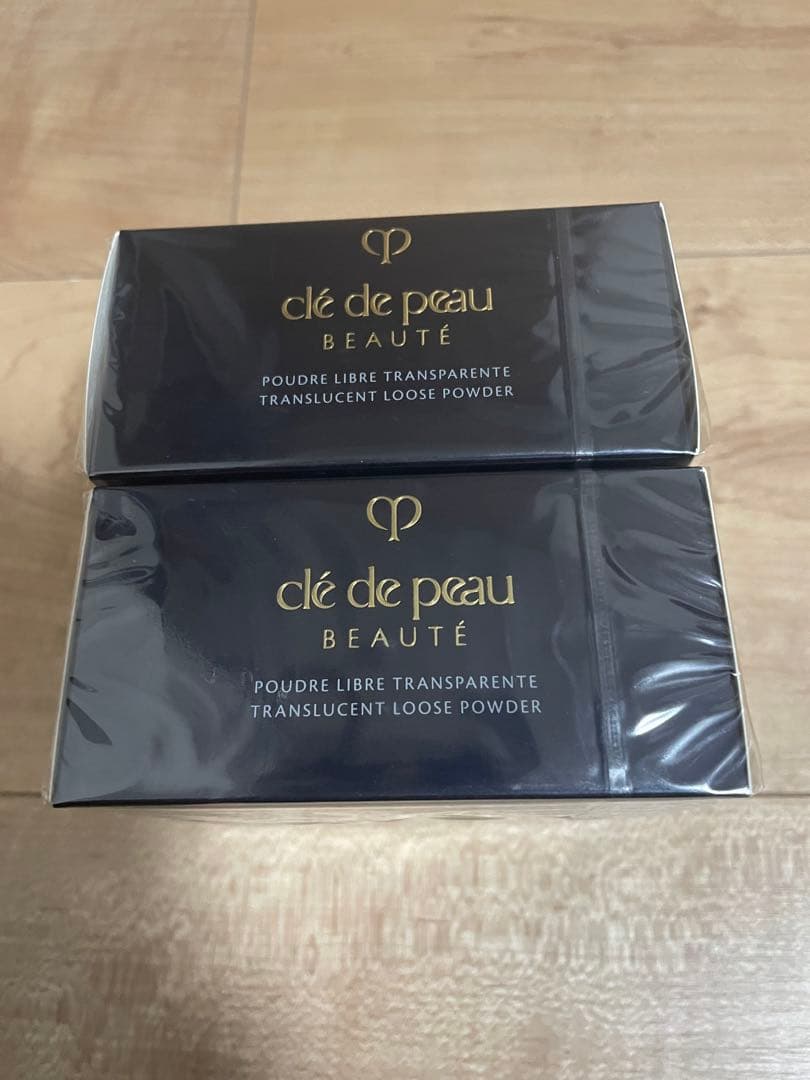 clé de peau
BEAUTÉ
POUDRE LIBRE TRANSPARENTE
TRANSLUCENT LOOSE POWDER
clé de peau
BEAUTÉ
POUDRE LIBRE TRANSPARENTE
TRANSLUCENT LOOSE POWDER